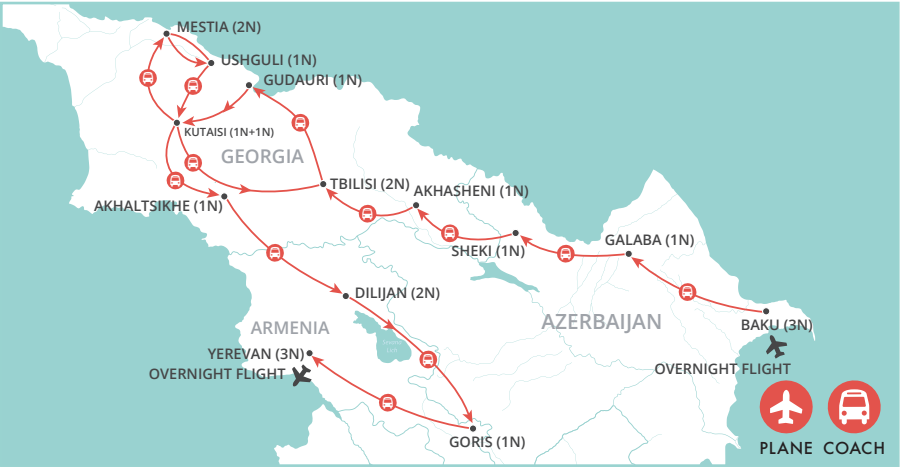 MESTIA (2N)
USHGULI (1N)
GUDAURI (1N)
KUTAISI (1N+1N)
GEORGIA
TBILISI (2N)
AKHASHENI (1N)
AKHALTSIKHE (1N)
SHEKI (1N)
GALABA (1N)
DILIJAN (2N)
ARMENIA
AZERBAIJAN
BAKU (3N)
OVERNIGHT FLIGHT
YEREVAN (3N)
OVERNIGHT FLIGHT
GORIS (1N)
PLANE COACH